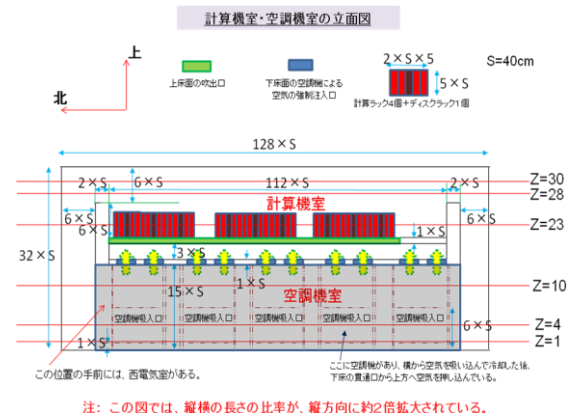 計算機室・空調機室の立面図
上
北
上床面の吹出口
下床面の空調機による
空気の強制注入口
2×S×5
5×S
計算ラック4個+ディスクラック1個
S=40cm
128×S
2×S
6×S
112×S
2×S
Z=30
Z=28
計算機室
6×S
6×S
6×S
Z=23
1×S
32×S
3×S
1×S
15×S
空調機室
Z=10
空調機吸入口
空調機吸入口
空調機吸入口
空調機吸入口
空調機吸入口
6×S
Z=4
1×S
Z=1
この位置の手前には、西電気室がある。
ここに空調機があり、横から空気を吸い込んで冷却した後、
下床の貫通口から上方へ空気を押し込んでいる。
注: この図では、縦横の長さの比率が、縦方向に約2倍拡大されている。